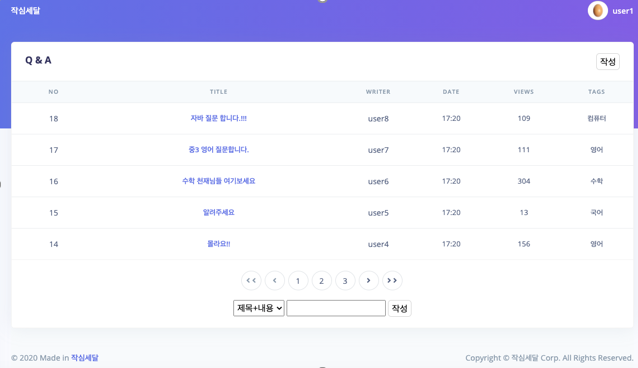 작심세달 user1
Q & A 작성
NO TITLE WRITER DATE VIEWS TAGS
18 자바 질문 합니다.!!! user8 17:20 109 컴퓨터
17 중3 영어 질문합니다. user7 17:20 111 영어
16 수학 천재님들 여기보세요 user6 17:20 304 수학
15 알려주세요 user5 17:20 13 국어
14 몰라요!! user4 17:20 156 영어
1 2 3
제목+내용 작성
© 2020 Made in 작심세달 Copyright © 작심세달 Corp. All Rights Reserved.